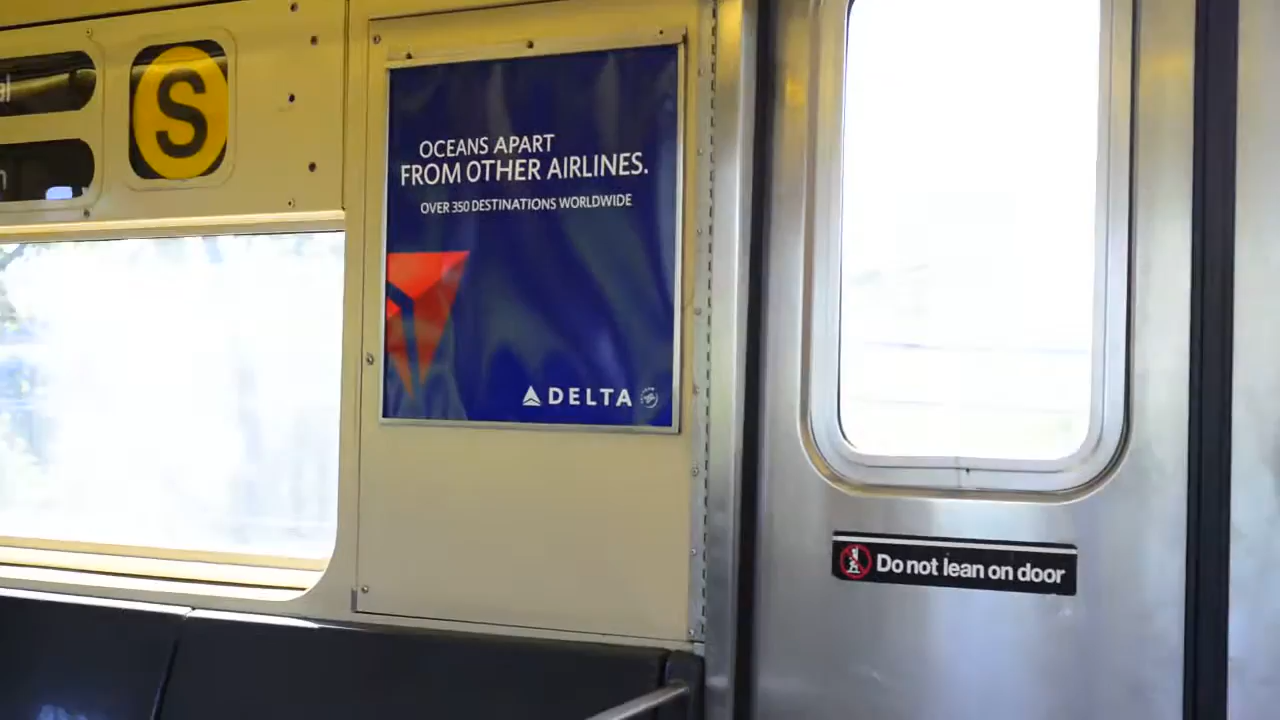 S
OCEANS APART
FROM OTHER AIRLINES.
OVER 350 DESTINATIONS WORLDWIDE
DELTA
Do not lean on door